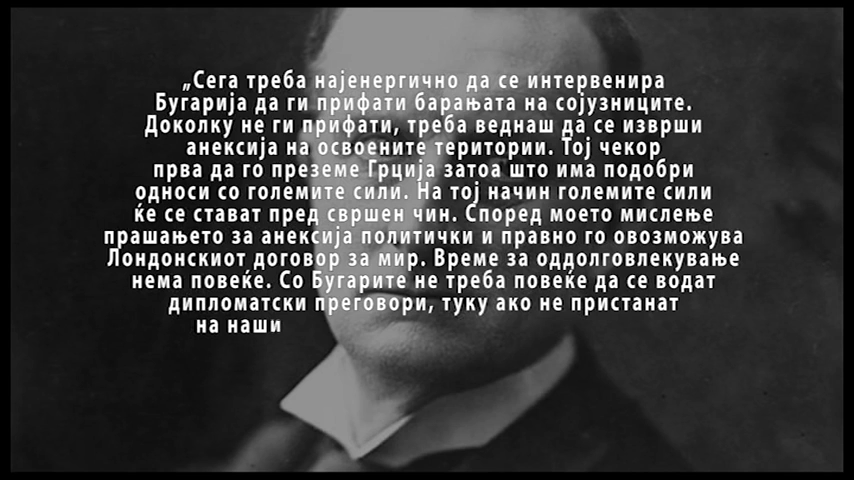 „Сега треба најенергично да се интервенира
Бугарија да ги прифати барањата на сојузниците.
Доколку не ги прифати, треба веднаш да се изврши
анексија на освоените територии. Тој чекор
прва да го преземе Грција затоа што има подобри
односи со големите сили. На тој начин големите сили
ќе се стават пред свршен чин. Според моето мислење
прашањето за анексија политички и правно го овозможува
Лондонскиот договор за мир. Време за оддолговлекување
нема повеќе. Со Бугарите не треба повеќе да се водат
дипломатски преговори, туку ако не пристанат
на наши